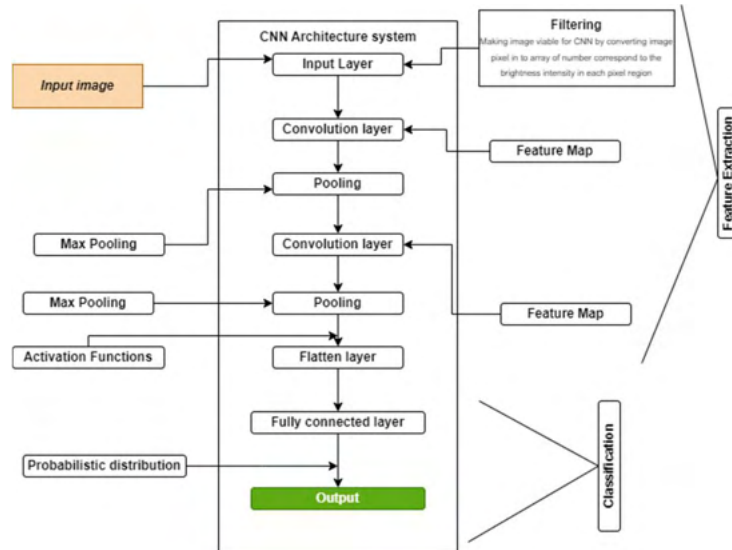 CNN Architecture system
Filtering
Making image viable for CNN by converting image
pixel in to array of number correspond to the
brightness intensity in each pixel region
Input image
Input Layer
Convolution layer
Feature Map
Pooling
Max Pooling
Convolution layer
Max Pooling
Pooling
Feature Map
Activation Functions
Flatten layer
Fully connected layer
Probabilistic distribution
Output
Feature Extraction
Classification